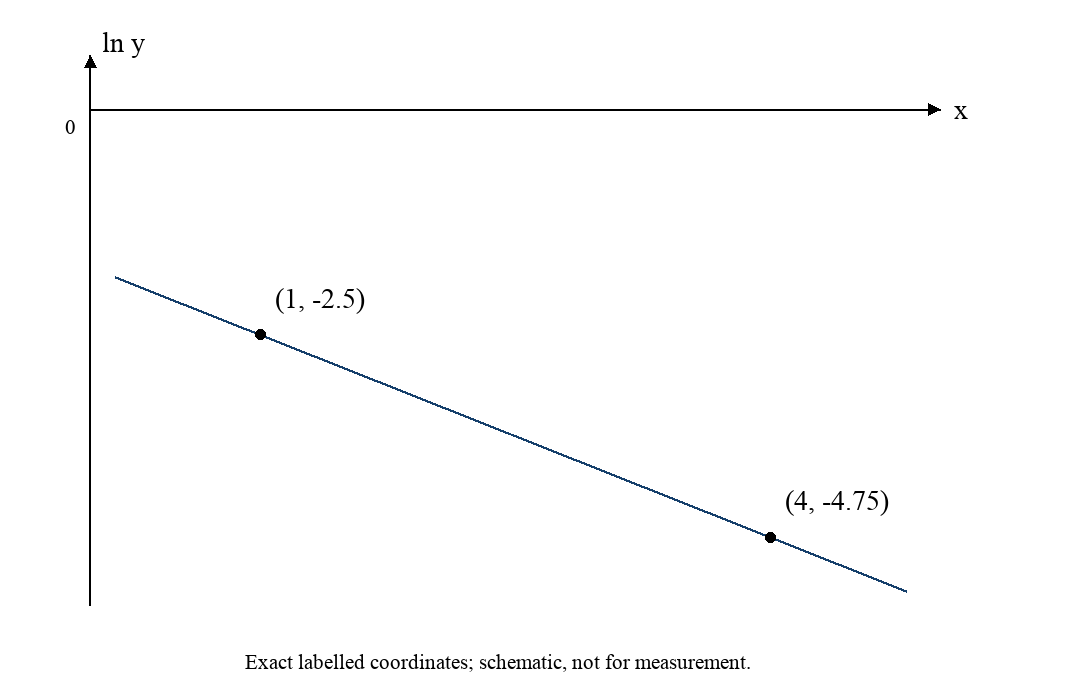 ln y
x
0
(1, -2.5)
(4, -4.75)
Exact labelled coordinates; schematic, not for measurement.